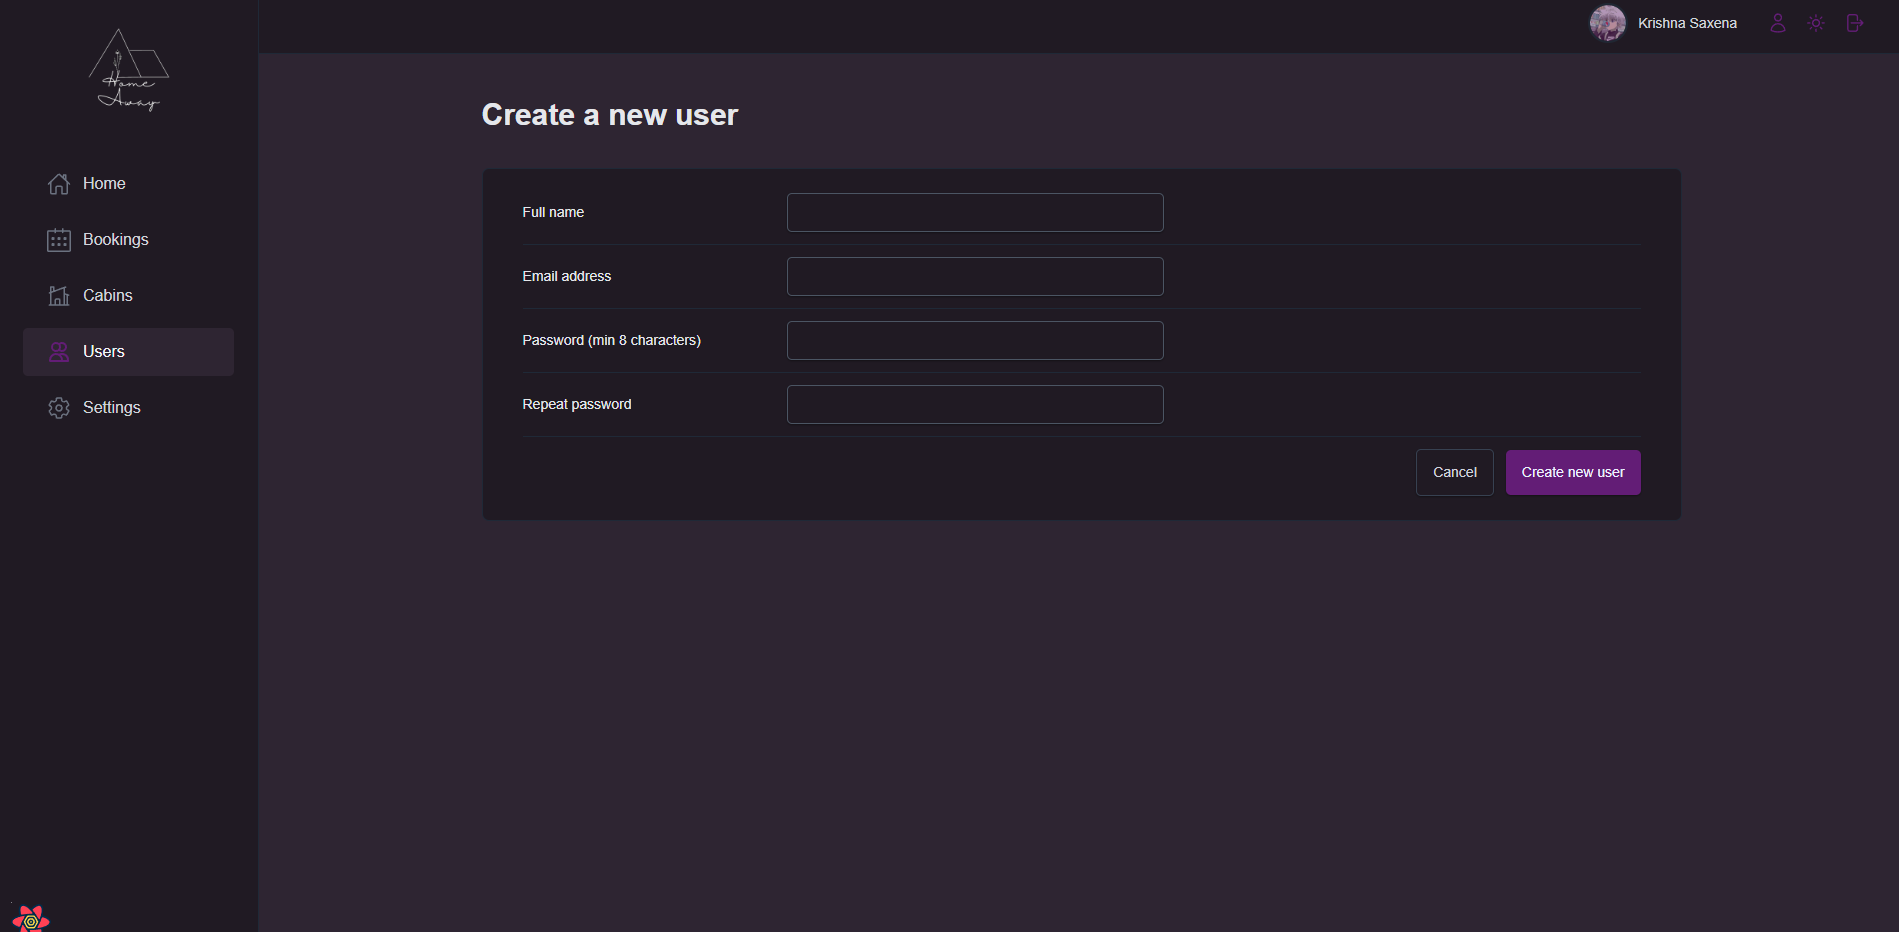 Home
Away
Krishna Saxena
Home
Bookings
Cabins
Users
Settings
Create a new user
Full name
Email address
Password (min 8 characters)
Repeat password
Cancel
Create new user